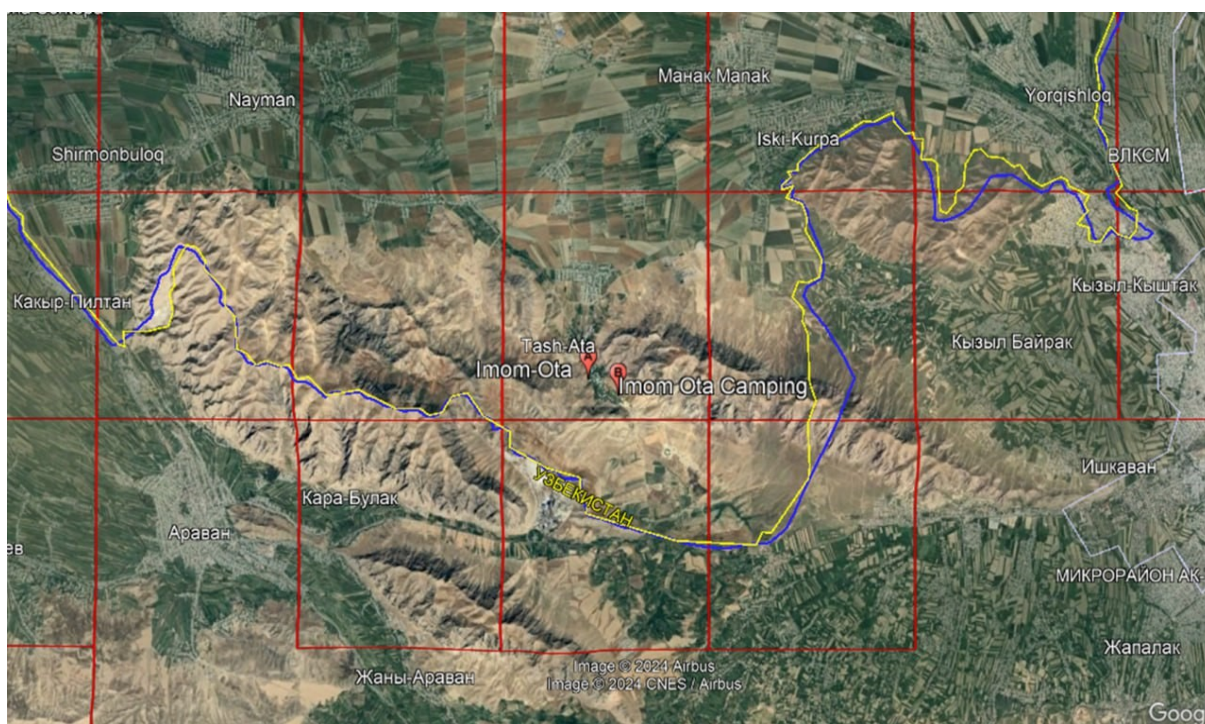 Манак Manak
Nayman
Yorqishloq
Iski-Kurpa
Shirmonbuloq
ВЛКСМ
Кызыл-Кыштак
Какыр-Пилтан
Tash-Ata
Кызыл Байрак
A
Imom-Ota
B
Imom Ota Camping
C
Ишкаван
УЗБЕКИСТАН
Кара-Булак
Араван
ев
МИКРОРАЙОН АК-
Жапалак
Image © 2024 Airbus
Жаны-Араван
Image © 2024 CNES / Airbus
Goog